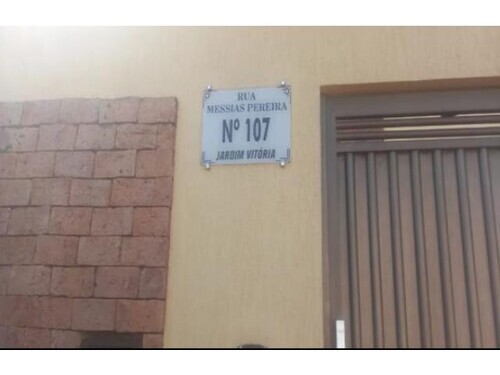 RUA
MESSIAS PEREIRA
Nº 107
JARDIM VITÓRIA